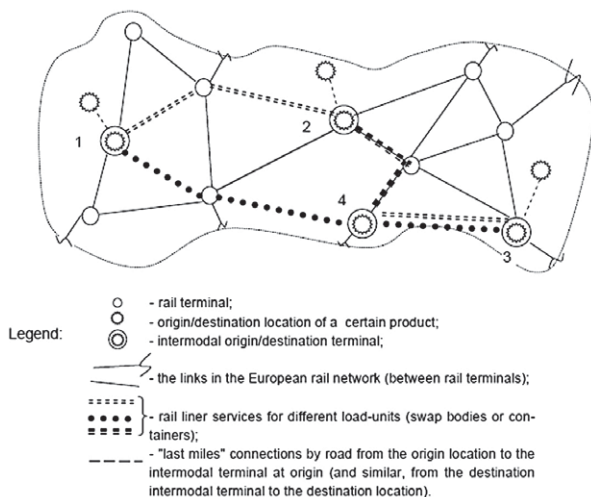 1
2
4
3
Legend:
- rail terminal;
- origin/destination location of a certain product;
- intermodal origin/destination terminal;
- the links in the European rail network (between rail terminals);
- rail liner services for different load-units (swap bodies or con-
tainers);
- "last miles" connections by road from the origin location to the
intermodal terminal at origin (and similar, from the destination
intermodal terminal to the destination location).